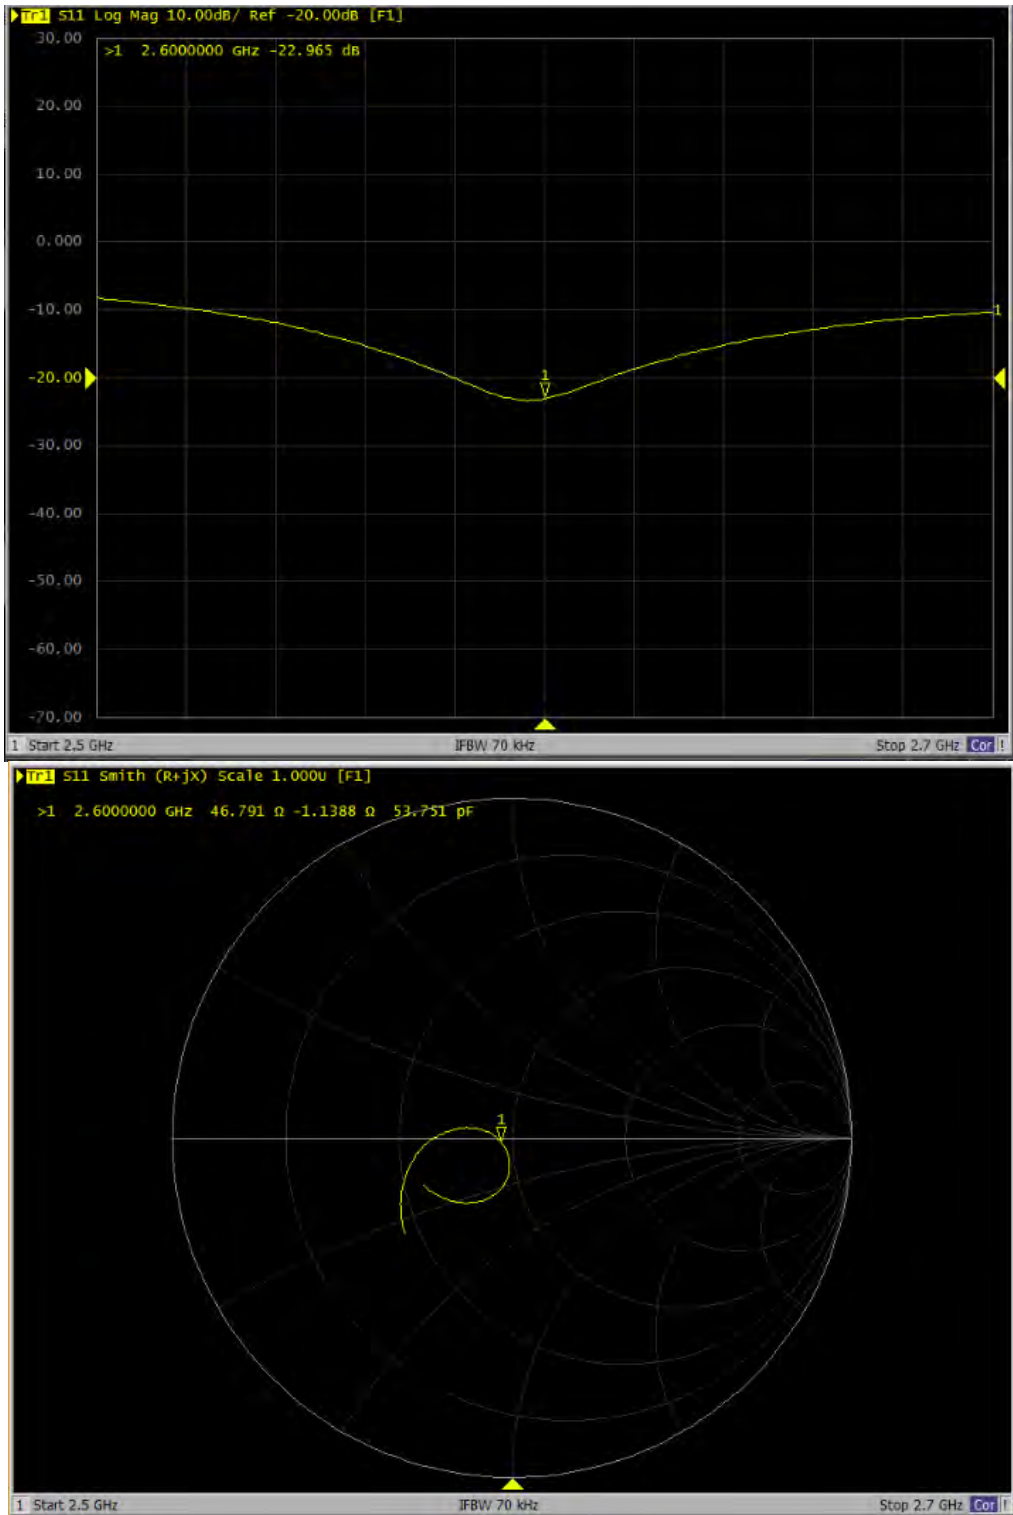 Tr1 S11 Log Mag 10.00dB/ Ref -20.00dB [F1]
30.00
>1 2.6000000 GHz -22.965 dB
20.00
10.00
0.000
-10.00
1
-20.00
1
-30.00
-40.00
-50.00
-60.00
-70.00
1 Start 2.5 GHz IFBW 70 kHz Stop 2.7 GHz Cor !
Tr1 S11 Smith (R+jX) Scale 1.000U [F1]
>1 2.6000000 GHz 46.791 Ω -1.1388 Ω 53.751 pF
1
1 Start 2.5 GHz IFBW 70 kHz Stop 2.7 GHz Cor !